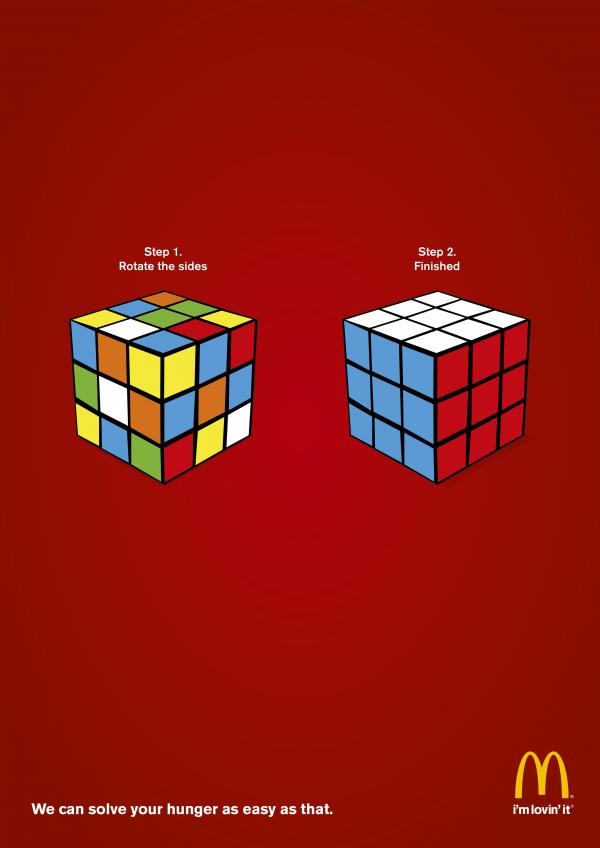 Step 1.
Rotate the sides
Step 2.
Finished
We can solve your hunger as easy as that.
i'm lovin' it®